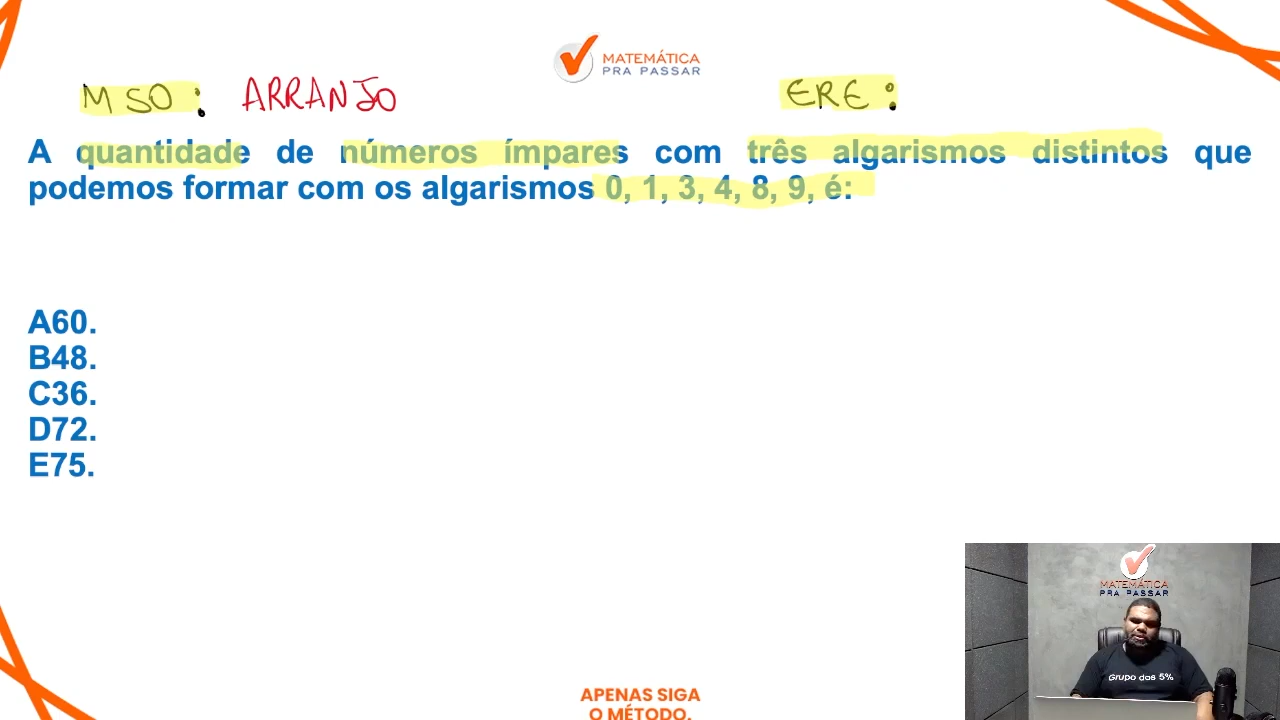 MATEMÁTICA
PRA PASSAR
MSO: ARRANJO
ERE:
A quantidade de números ímpares com três algarismos distintos que
podemos formar com os algarismos 0, 1, 3, 4, 8, 9, é:
A60.
B48.
C36.
D72.
E75.
MATEMÁTICA
PRA PASSAR
Grupo dos 5%
APENAS SIGA
O MÉTODO.